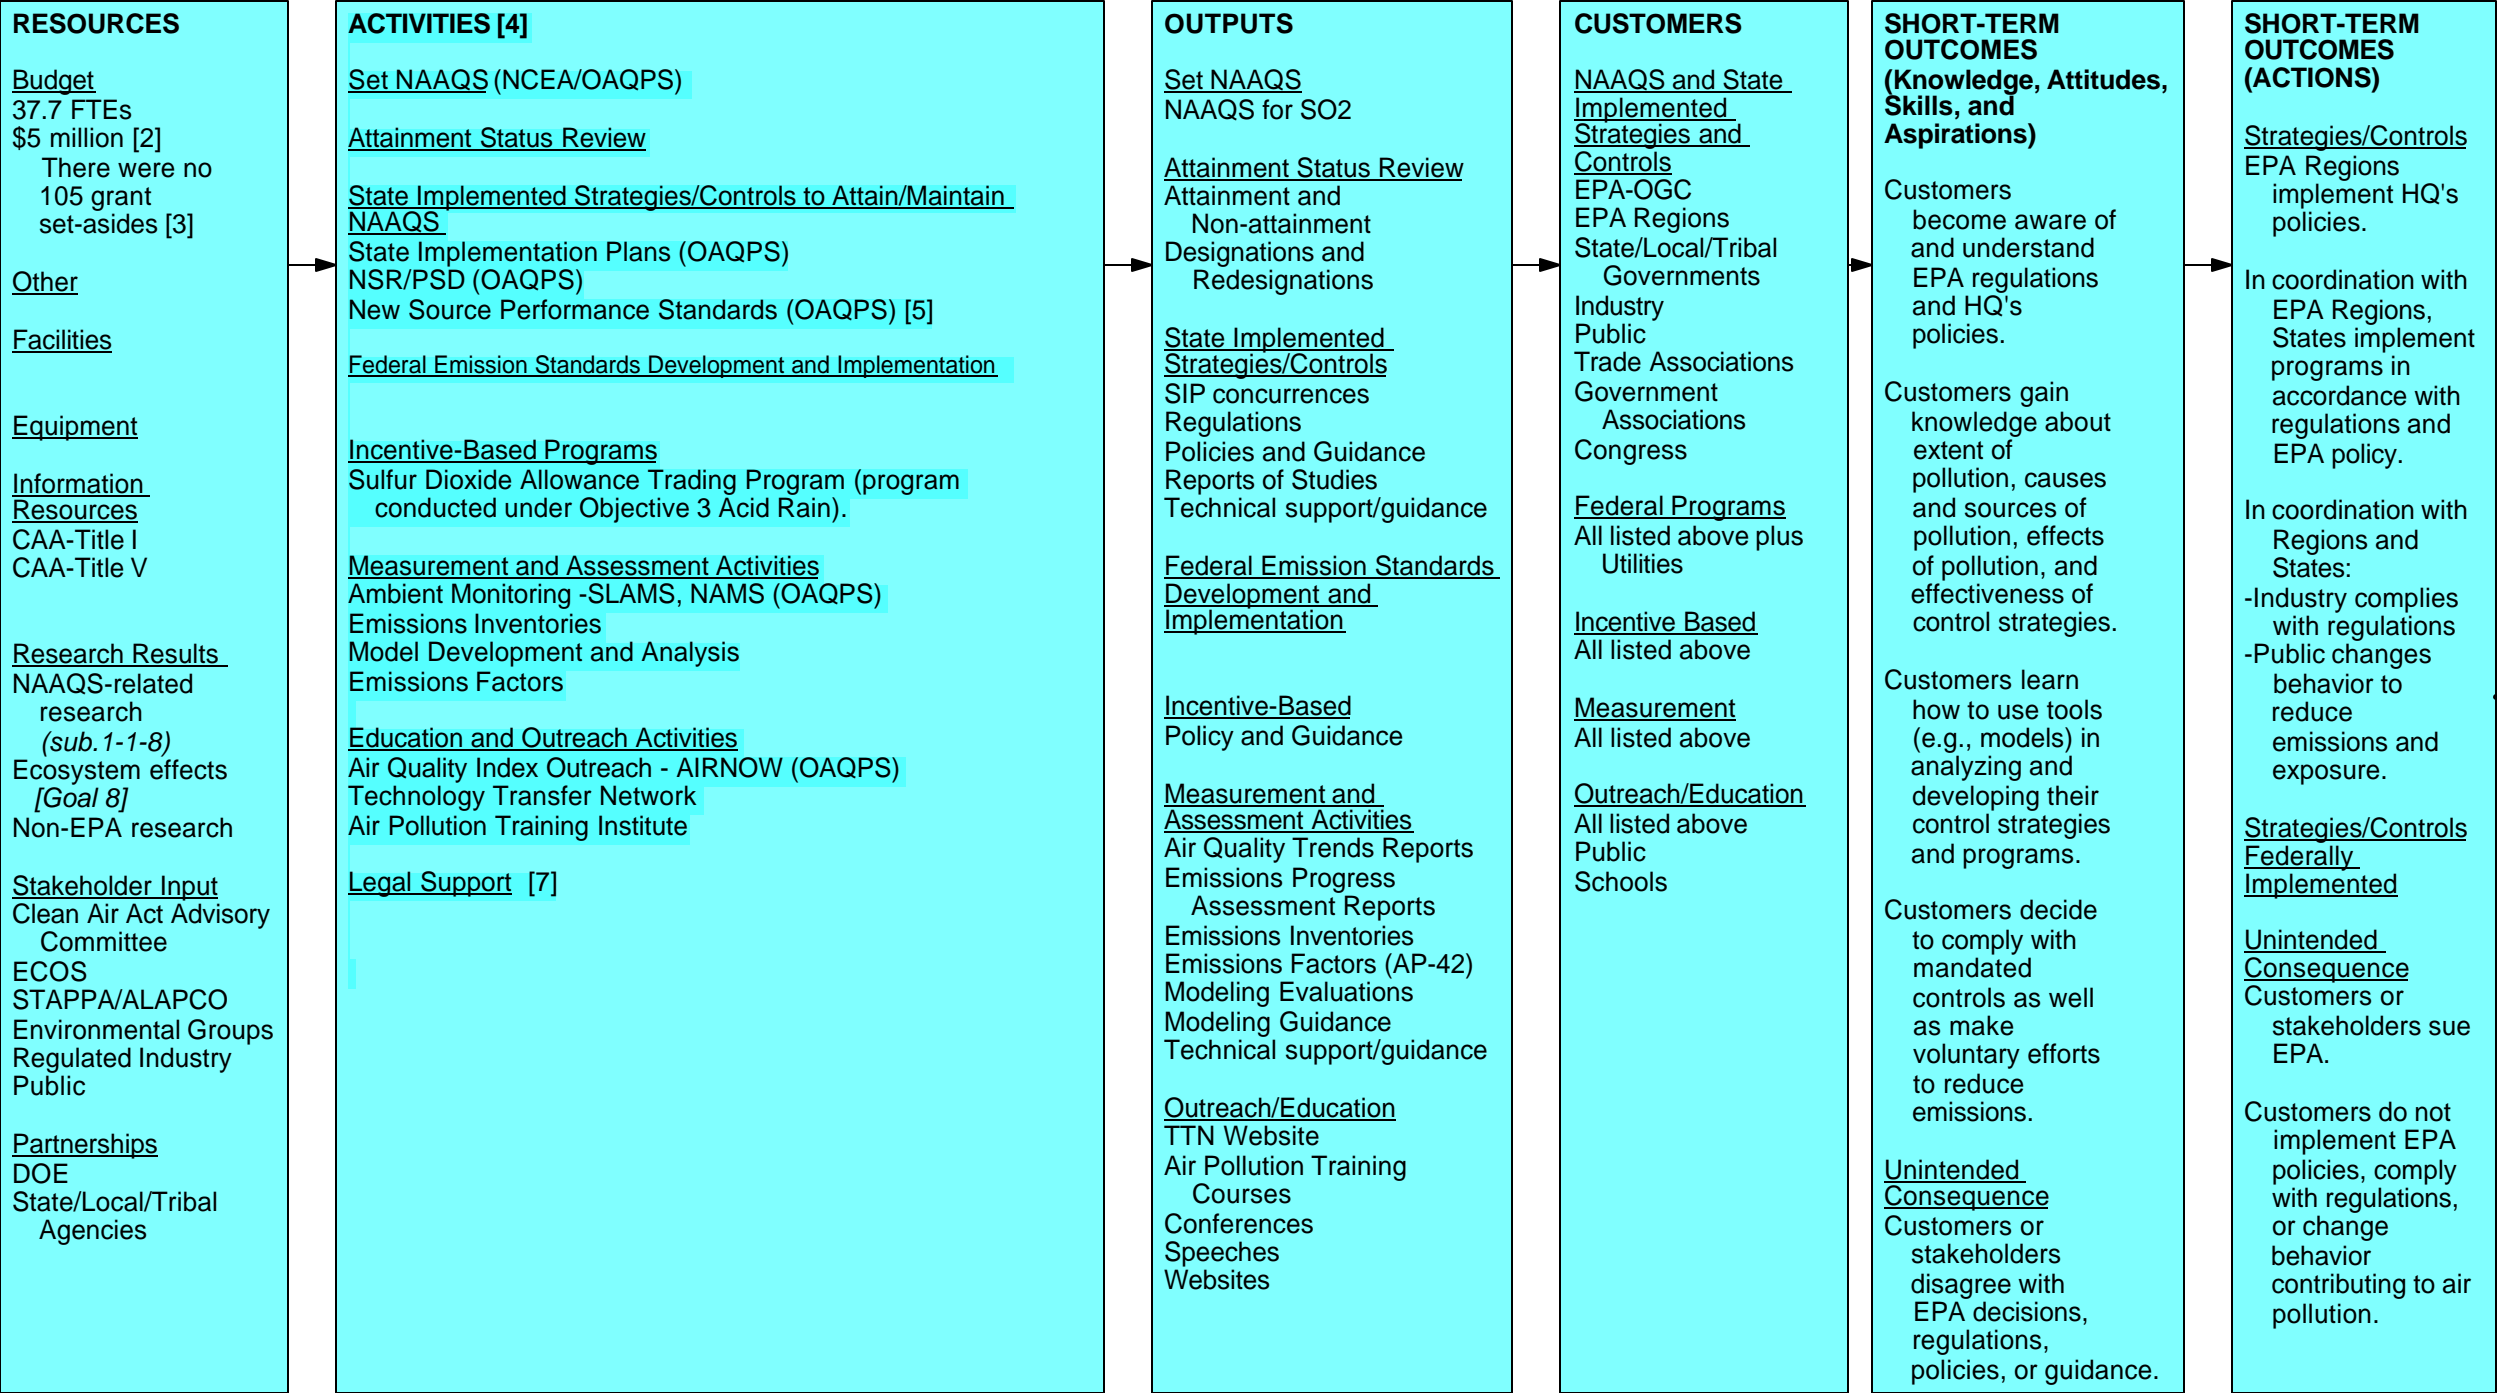 RESOURCES
Budget
37.7 FTEs
$5 million [2]
There were no
105 grant
set-asides [3]
Other
Facilities
Equipment
Information
Resources
CAA-Title I
CAA-Title V
Research Results
NAAQS-related
research
(sub.1-1-8)
Ecosystem effects
[Goal 8]
Non-EPA research
Stakeholder Input
Clean Air Act Advisory
Committee
ECOS
STAPPA/ALAPCO
Environmental Groups
Regulated Industry
Public
Partnerships
DOE
State/Local/Tribal
Agencies
ACTIVITIES [4]
Set NAAQS (NCEA/OAQPS)
Attainment Status Review
State Implemented Strategies/Controls to Attain/Maintain
NAAQS
State Implementation Plans (OAQPS)
NSR/PSD (OAQPS)
New Source Performance Standards (OAQPS) [5]
Federal Emission Standards Development and Implementation
Incentive-Based Programs
Sulfur Dioxide Allowance Trading Program (program
conducted under Objective 3 Acid Rain).
Measurement and Assessment Activities
Ambient Monitoring -SLAMS, NAMS (OAQPS)
Emissions Inventories
Model Development and Analysis
Emissions Factors
Education and Outreach Activities
Air Quality Index Outreach - AIRNOW (OAQPS)
Technology Transfer Network
Air Pollution Training Institute
Legal Support [7]
OUTPUTS
Set NAAQS
NAAQS for SO2
Attainment Status Review
Attainment and
Non-attainment
Designations and
Redesignations
State Implemented
Strategies/Controls
SIP concurrences
Regulations
Policies and Guidance
Reports of Studies
Technical support/guidance
Federal Emission Standards
Development and
Implementation
Incentive-Based
Policy and Guidance
Measurement and
Assessment Activities
Air Quality Trends Reports
Emissions Progress
Assessment Reports
Emissions Inventories
Emissions Factors (AP-42)
Modeling Evaluations
Modeling Guidance
Technical support/guidance
Outreach/Education
TTN Website
Air Pollution Training
Courses
Conferences
Speeches
Websites
CUSTOMERS
NAAQS and State
Implemented
Strategies and
Controls
EPA-OGC
EPA Regions
State/Local/Tribal
Governments
Industry
Public
Trade Associations
Government
Associations
Congress
Federal Programs
All listed above plus
Utilities
Incentive Based
All listed above
Measurement
All listed above
Outreach/Education
All listed above
Public
Schools
SHORT-TERM
OUTCOMES
(Knowledge, Attitudes,
Skills, and
Aspirations)
Customers
become aware of
and understand
EPA regulations
and HQ's
policies.
Customers gain
knowledge about
extent of
pollution, causes
and sources of
pollution, effects
of pollution, and
effectiveness of
control strategies.
Customers learn
how to use tools
(e.g., models) in
analyzing and
developing their
control strategies
and programs.
Customers decide
to comply with
mandated
controls as well
as make
voluntary efforts
to reduce
emissions.
Unintended
Consequence
Customers or
stakeholders
disagree with
EPA decisions,
regulations,
policies, or guidance.
SHORT-TERM
OUTCOMES
(ACTIONS)
Strategies/Controls
EPA Regions
implement HQ's
policies.
In coordination with
EPA Regions,
States implement
programs in
accordance with
regulations and
EPA policy.
In coordination with
Regions and
States:
-Industry complies
with regulations
-Public changes
behavior to
reduce
emissions and
exposure.
Strategies/Controls
Federally
Implemented
Unintended
Consequence
Customers or
stakeholders sue
EPA.
Customers do not
implement EPA
policies, comply
with regulations,
or change
behavior
contributing to air
pollution.